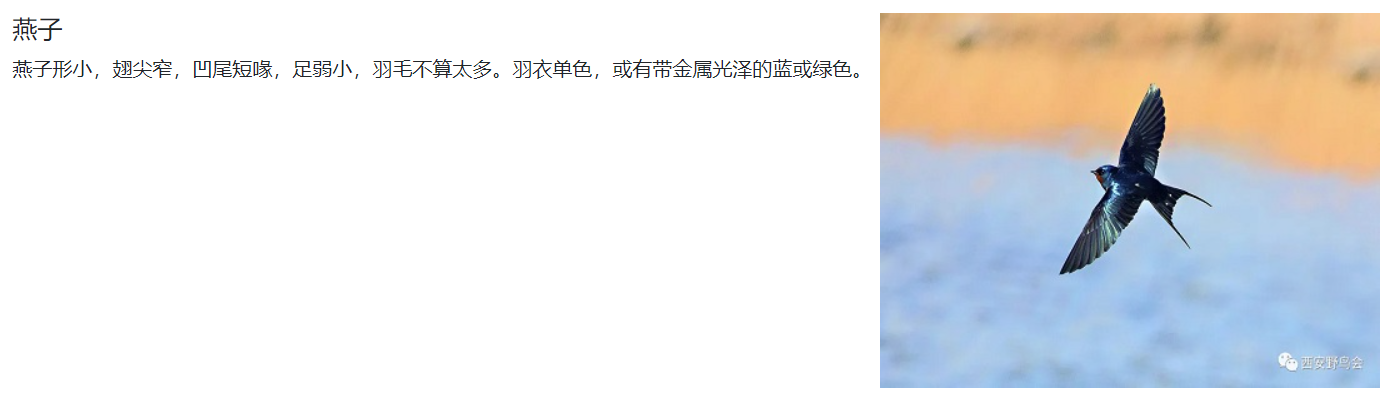 燕子
燕子形小，翅尖窄，凹尾短喙，足弱小，羽毛不算太多。羽衣单色，或有带金属光泽的蓝或绿色。
西安野鸟会